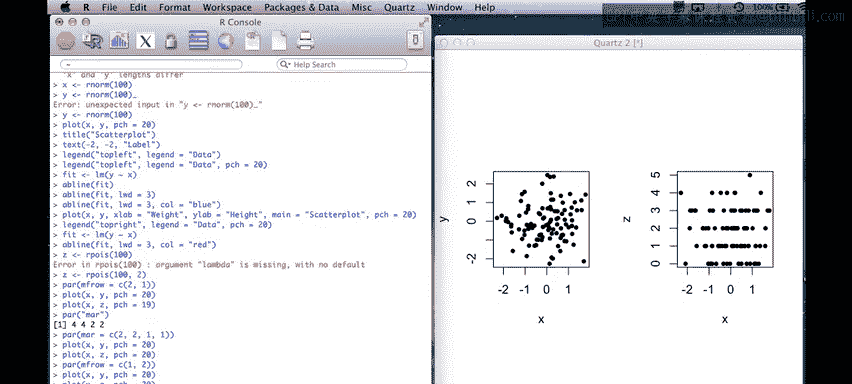 R File Edit Format Workspace Packages & Data Misc Quartz Window Help
100%
R Console
Help Search
"x" and "y" lengths differ
> x <- rnorm(100)
> y <- rnorm(100)_
Error: unexpected input in "y <- rnorm(100)_"
> y <- rnorm(100)
> plot(x, y, pch = 20)
> title("Scatterplot")
> text(-2, -2, "Label")
> legend("topleft", legend = "Data")
> legend("topleft", legend = "Data", pch = 20)
> fit <- lm(y ~ x)
> abline(fit)
> abline(fit, lwd = 3)
> abline(fit, lwd = 3, col = "blue")
> plot(x, y, xlab = "Weight", ylab = "Height", main = "Scatterplot", pch = 20)
> legend("topright", legend = "Data", pch = 20)
> fit <- lm(y ~ x)
> abline(fit, lwd = 3, col = "red")
> z <- rpois(100)
Error in rpois(100) : argument "lambda" is missing, with no default
> z <- rpois(100, 2)
> par(mfrow = c(2, 1))
> plot(x, y, pch = 20)
> plot(x, z, pch = 19)
> par("mar")
[1] 4 4 2 2
> par(mar = c(2, 2, 1, 1))
> plot(x, y, pch = 20)
> plot(x, z, pch = 20)
> par(mfrow = c(1, 2))
> plot(x, y, pch = 20)
Quartz 2 [*]
y
2
1
0
-2
-2 -1 0 1
x
z
5
4
3
2
1
0
-2 -1 0 1
x